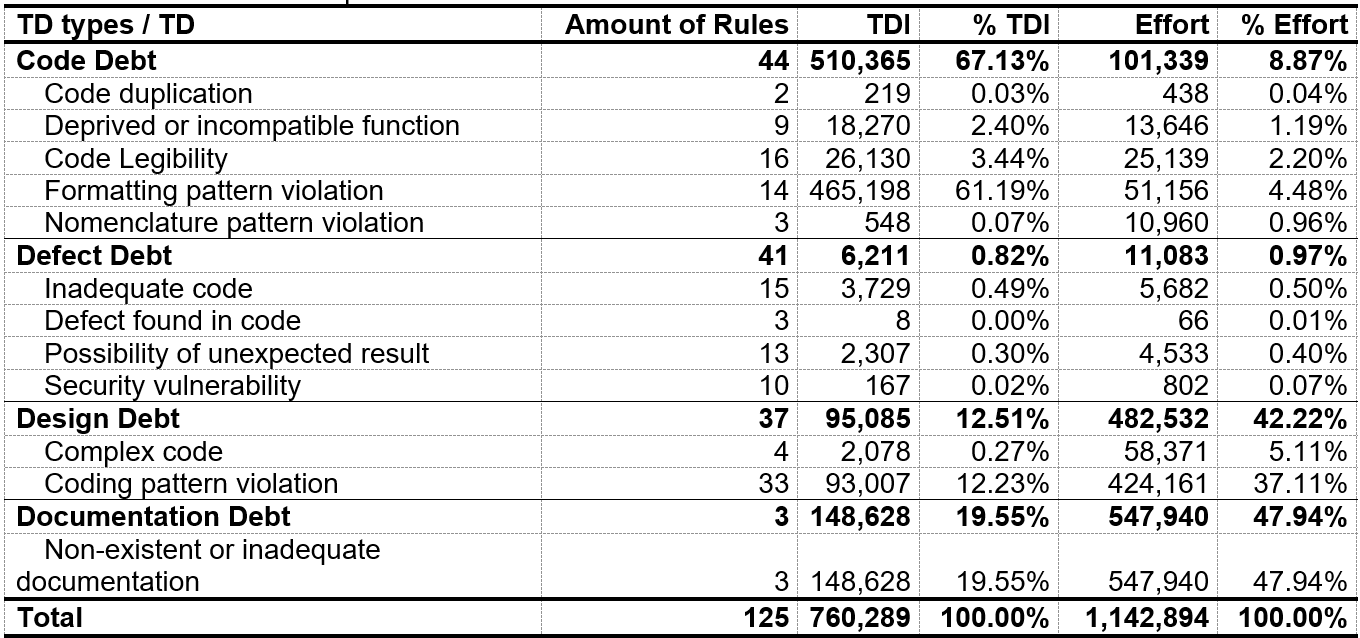 TD types / TD Amount of Rules TDI % TDI Effort % Effort
Code Debt 44 510,365 67.13% 101,339 8.87%
Code duplication 2 219 0.03% 438 0.04%
Deprived or incompatible function 9 18,270 2.40% 13,646 1.19%
Code Legibility 16 26,130 3.44% 25,139 2.20%
Formatting pattern violation 14 465,198 61.19% 51,156 4.48%
Nomenclature pattern violation 3 548 0.07% 10,960 0.96%
Defect Debt 41 6,211 0.82% 11,083 0.97%
Inadequate code 15 3,729 0.49% 5,682 0.50%
Defect found in code 3 8 0.00% 66 0.01%
Possibility of unexpected result 13 2,307 0.30% 4,533 0.40%
Security vulnerability 10 167 0.02% 802 0.07%
Design Debt 37 95,085 12.51% 482,532 42.22%
Complex code 4 2,078 0.27% 58,371 5.11%
Coding pattern violation 33 93,007 12.23% 424,161 37.11%
Documentation Debt 3 148,628 19.55% 547,940 47.94%
Non-existent or inadequate
documentation 3 148,628 19.55% 547,940 47.94%
Total 125 760,289 100.00% 1,142,894 100.00%